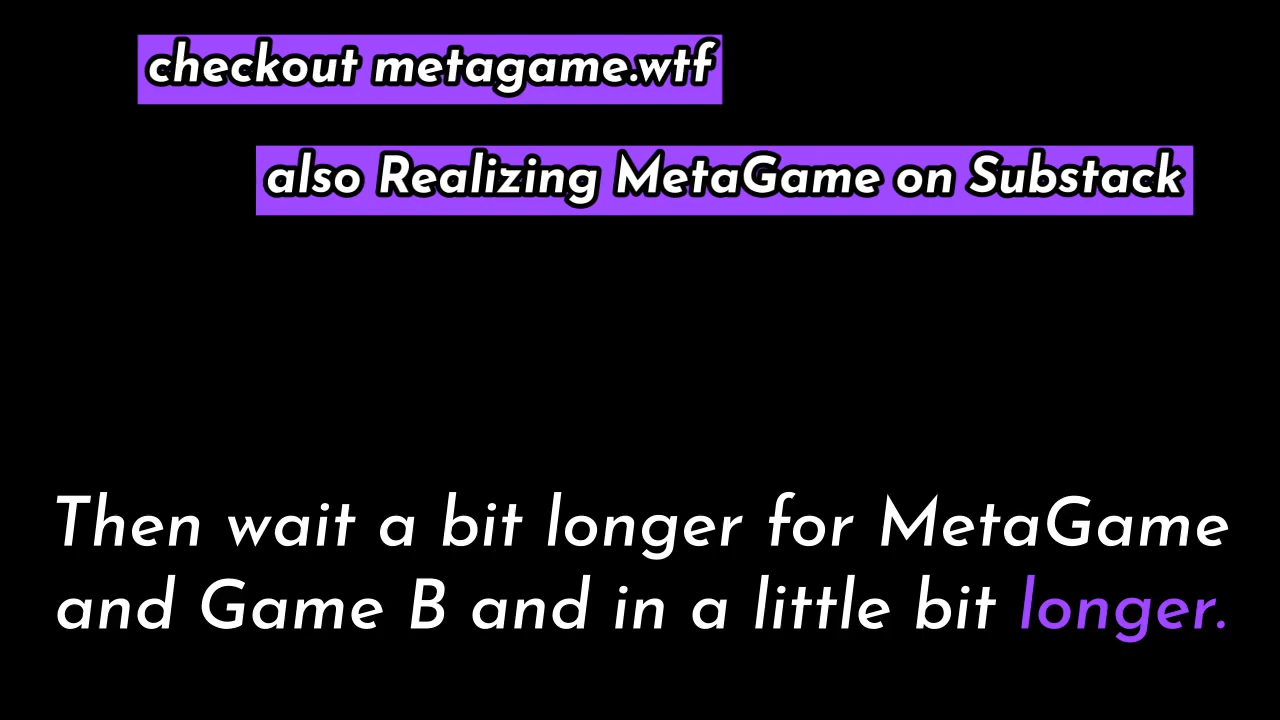 checkout metagame.wtf
also Realizing MetaGame on Substack
Then wait a bit longer for MetaGame
and Game B and in a little bit longer.